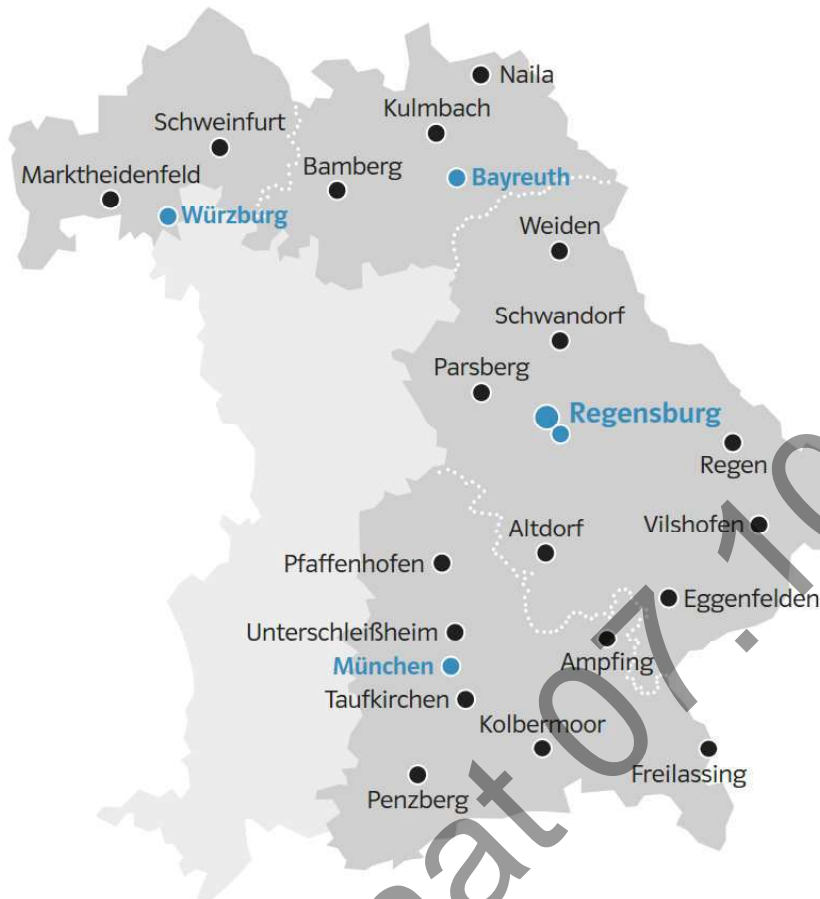 Naila
Kulmbach
Schweinfurt
Bamberg
Marktheidenfeld
Bayreuth
Würzburg
Weiden
Schwandorf
Parsberg
Regensburg
Regen
Vilshofen
Altdorf
Pfaffenhofen
Eggenfelden
Unterschleißheim
Ampfing
München
Taufkirchen
Kolbermoor
Freilassing
Penzberg